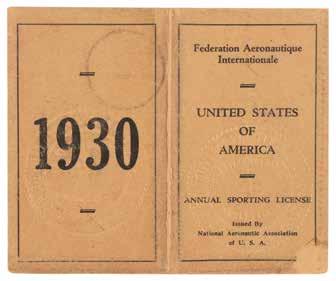 1930
Federation Aeronautique
Internationale
UNITED STATES
OF
AMERICA
ANNUAL SPORTING LICENSE
Issued By
National Aeronautic Association
of U. S. A.